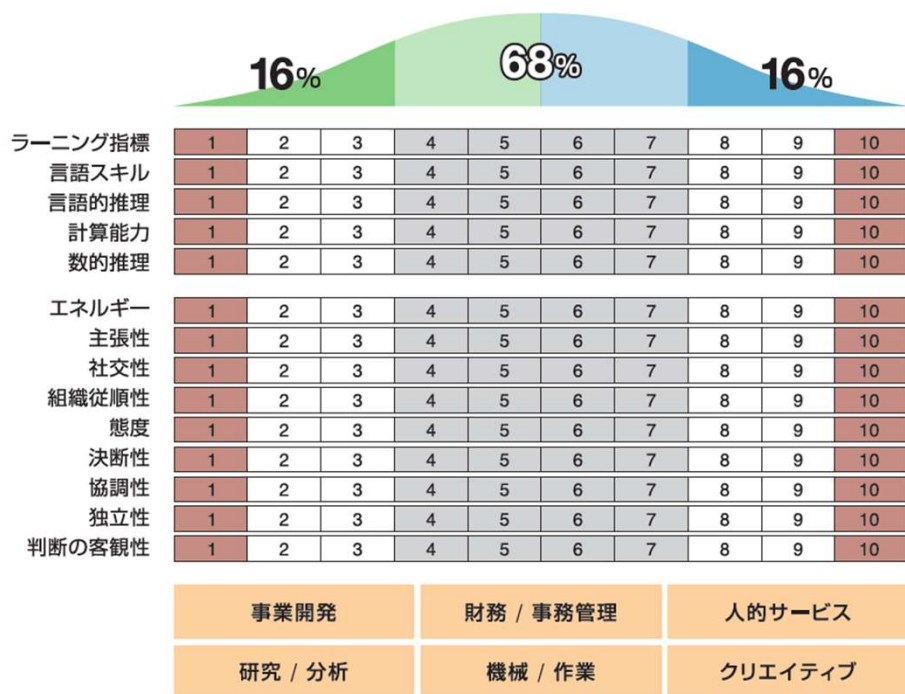 16% 68% 16%
ラーニング指標 1 2 3 4 5 6 7 8 9 10
言語スキル 1 2 3 4 5 6 7 8 9 10
言語的推理 1 2 3 4 5 6 7 8 9 10
計算能力 1 2 3 4 5 6 7 8 9 10
数的推理 1 2 3 4 5 6 7 8 9 10
エネルギー 1 2 3 4 5 6 7 8 9 10
主張性 1 2 3 4 5 6 7 8 9 10
社交性 1 2 3 4 5 6 7 8 9 10
組織従順性 1 2 3 4 5 6 7 8 9 10
態度 1 2 3 4 5 6 7 8 9 10
決断性 1 2 3 4 5 6 7 8 9 10
協調性 1 2 3 4 5 6 7 8 9 10
独立性 1 2 3 4 5 6 7 8 9 10
判断の客観性 1 2 3 4 5 6 7 8 9 10
事業開発 財務 / 事務管理 人的サービス
研究 / 分析 機械 / 作業 クリエイティブ